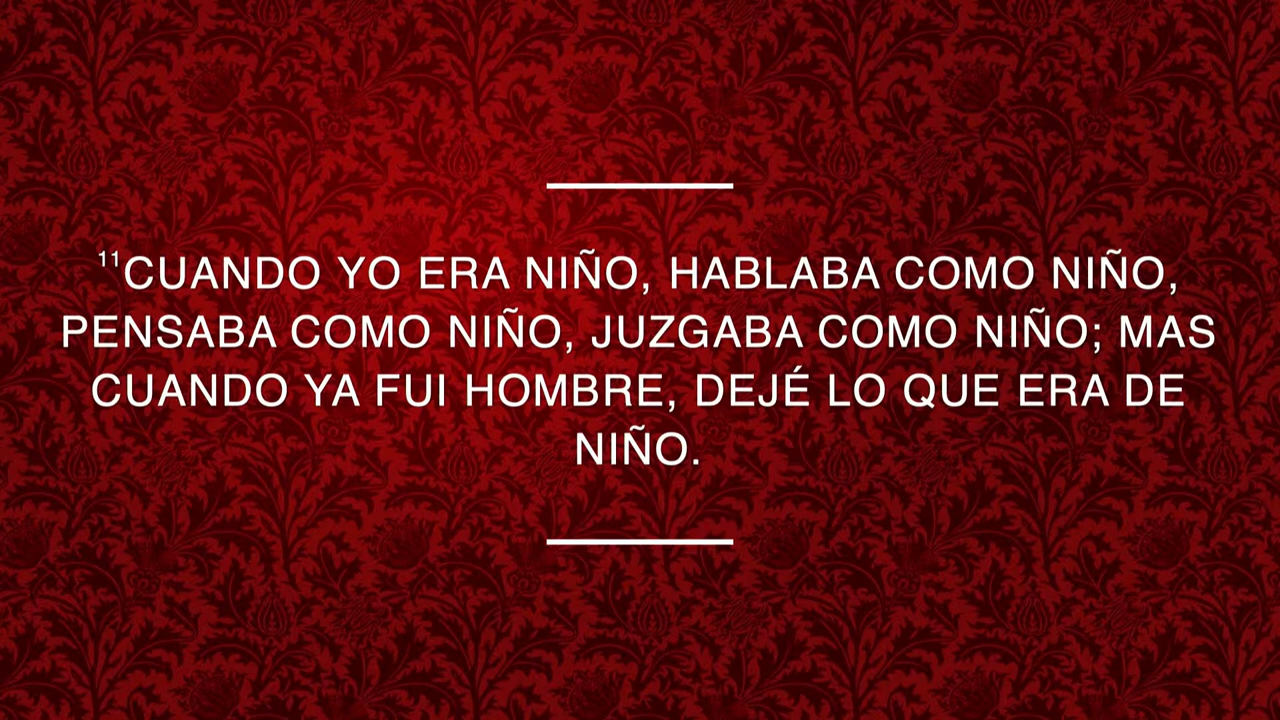 ¹¹CUANDO YO ERA NIÑO, HABLABA COMO NIÑO,
PENSABA COMO NIÑO, JUZGABA COMO NIÑO; MAS
CUANDO YA FUI HOMBRE, DEJÉ LO QUE ERA DE
NIÑO.